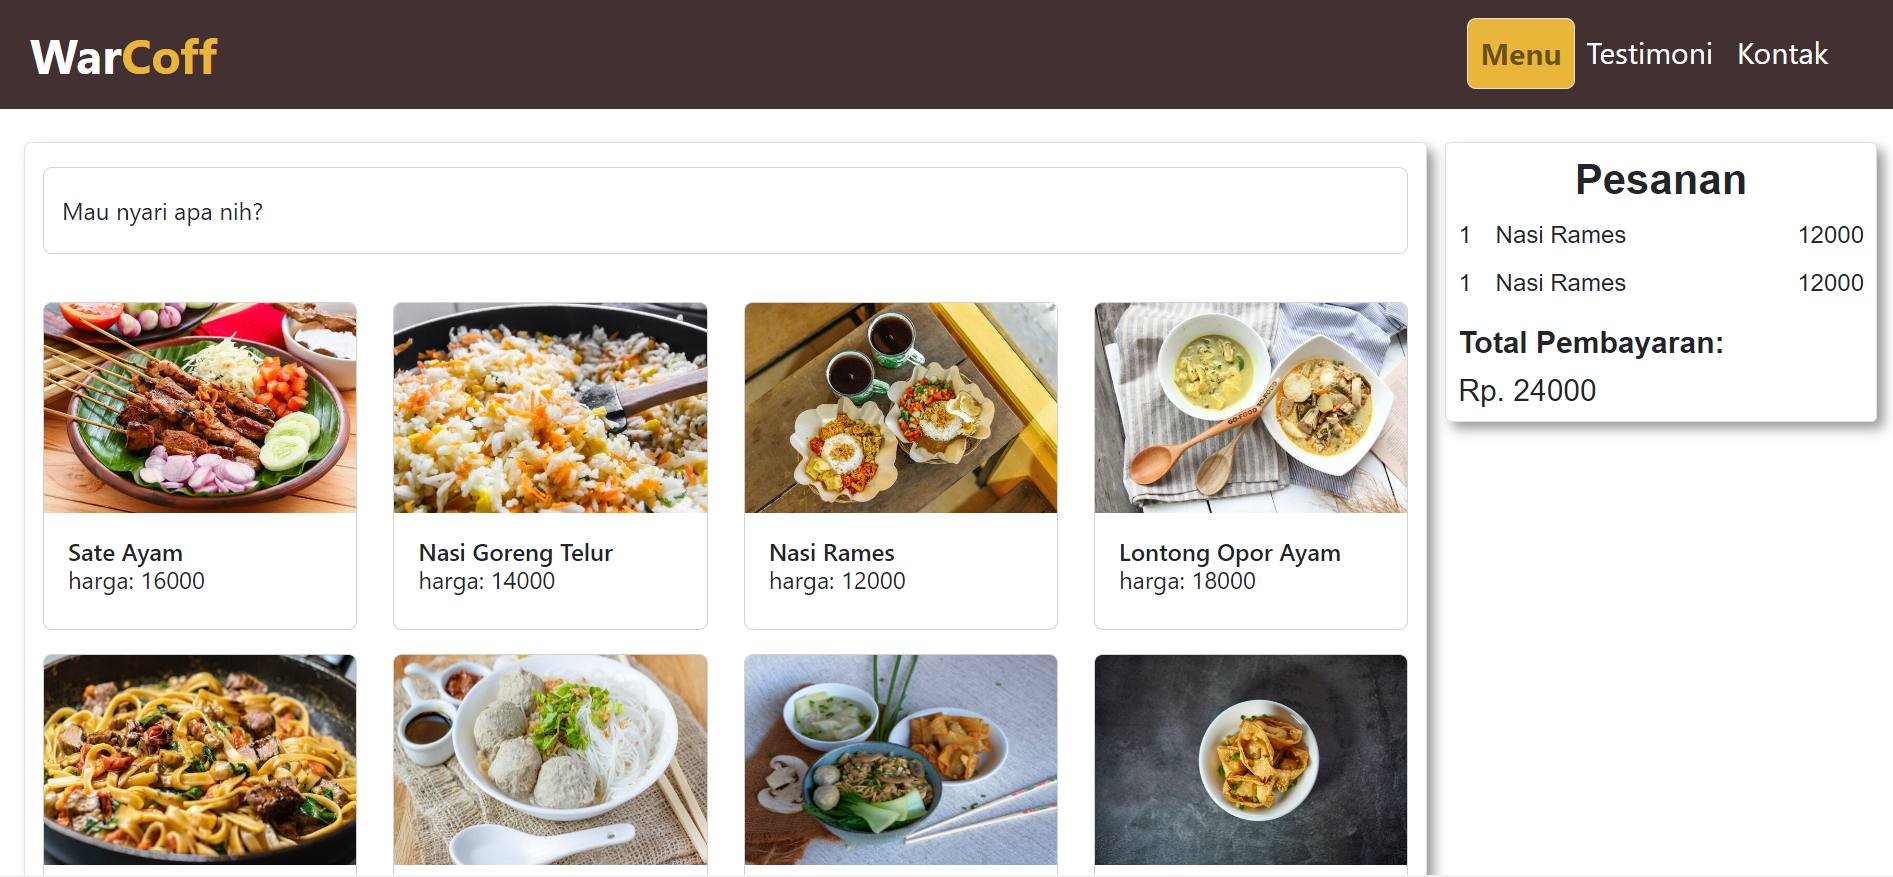 WarCoff
Menu Testimoni Kontak
Mau nyari apa nih?
Sate Ayam
harga: 16000
Nasi Goreng Telur
harga: 14000
Nasi Rames
harga: 12000
Lontong Opor Ayam
harga: 18000
Pesanan
1 Nasi Rames 12000
1 Nasi Rames 12000
Total Pembayaran:
Rp. 24000